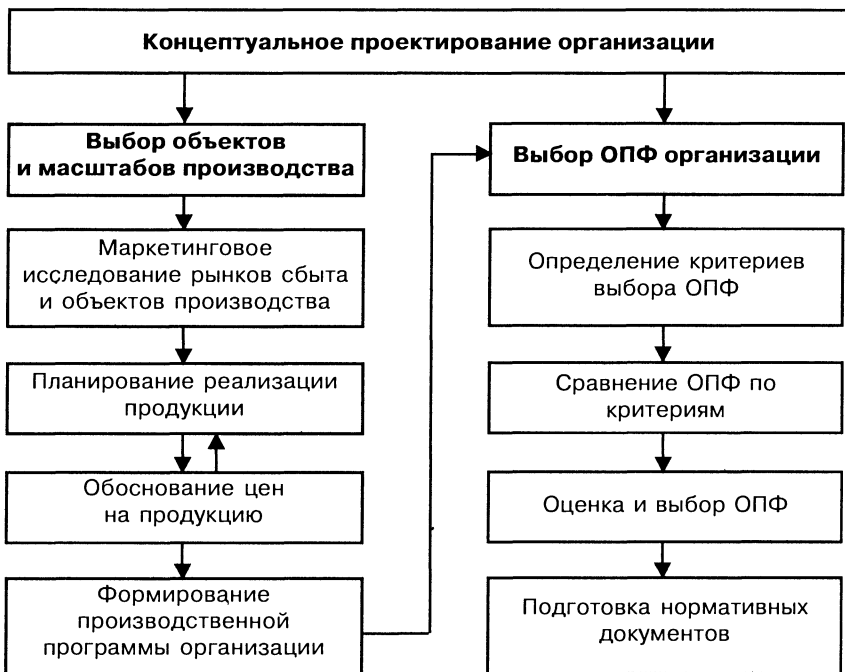 Концептуальное проектирование организации
Выбор объектов
и масштабов производства
Маркетинговое
исследование рынков сбыта
и объектов производства
Планирование реализации
продукции
Обоснование цен
на продукцию
Формирование
производственной
программы организации
Выбор ОПФ организации
Определение критериев
выбора ОПФ
Сравнение ОПФ по
критериям
Оценка и выбор ОПФ
Подготовка нормативных
документов